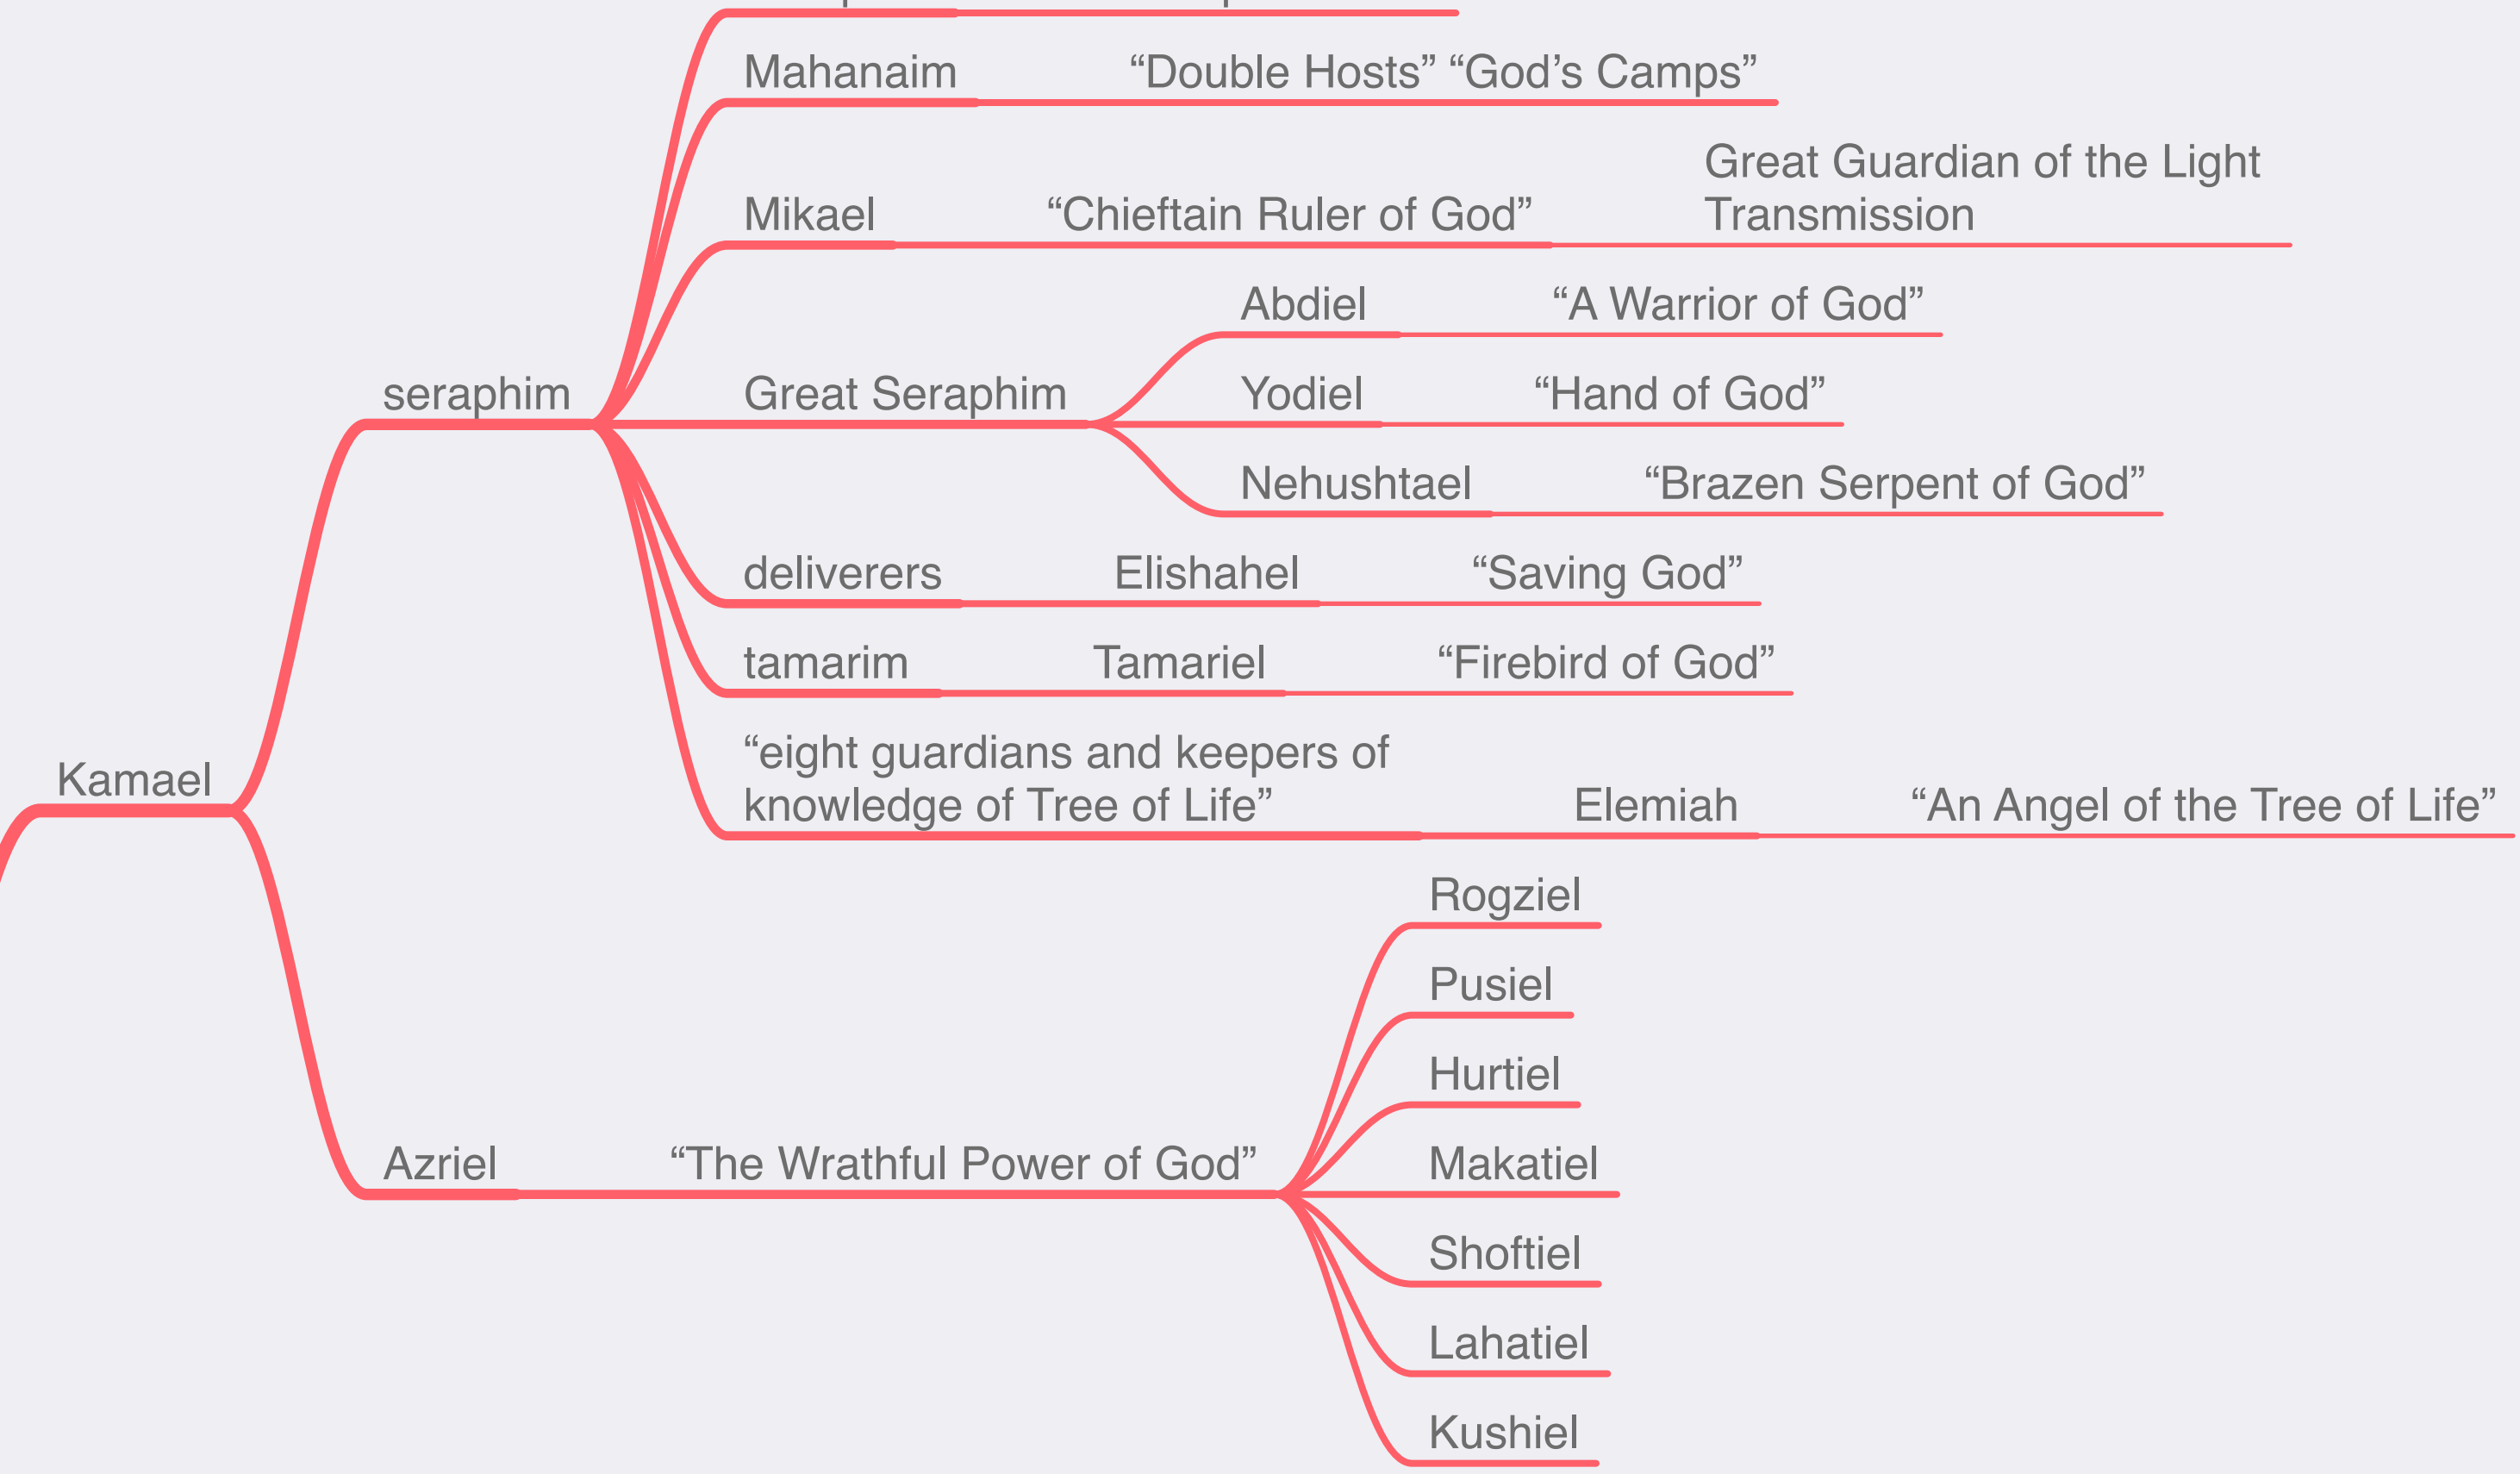 Mahanaim “Double Hosts” “God’s Camps”
Great Guardian of the Light
Mikael “Chieftain Ruler of God” Transmission
Abdiel “A Warrior of God”
seraphim Great Seraphim Yodiel “Hand of God”
Nehushtael “Brazen Serpent of God”
deliverers Elishahel “Saving God”
tamarim Tamariel “Firebird of God”
“eight guardians and keepers of
Kamael
knowledge of Tree of Life” Elemiah “An Angel of the Tree of Life”
Rogziel
Pusiel
Hurtiel
Azriel “The Wrathful Power of God” Makatiel
Shoftiel
Lahatiel
Kushiel